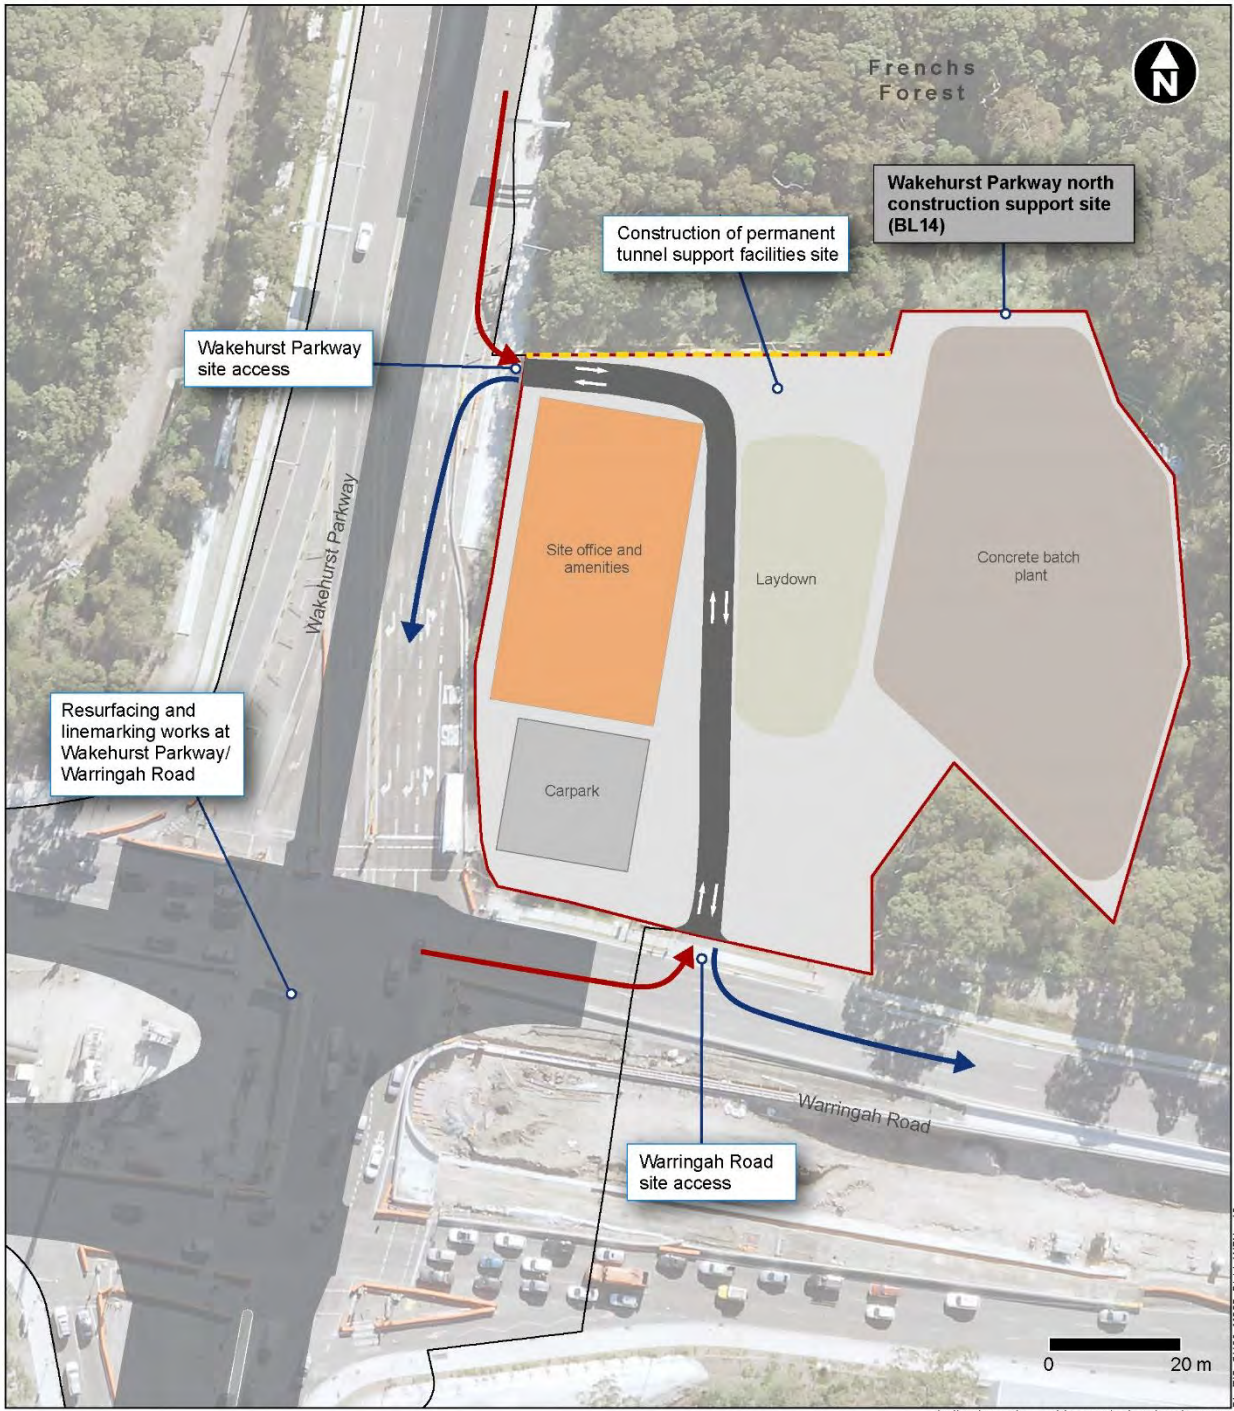 Frenchs
Forest
N
Wakehurst Parkway north
construction support site
(BL14)
Construction of permanent
tunnel support facilities site
Wakehurst Parkway
site access
Wakehurst Parkway
Site office and
amenities
Laydown
Concrete batch
plant
Resurfacing and
linemarking works at
Wakehurst Parkway/
Warringah Road
Carpark
Warringah Road
Warringah Road
site access
0 20 m